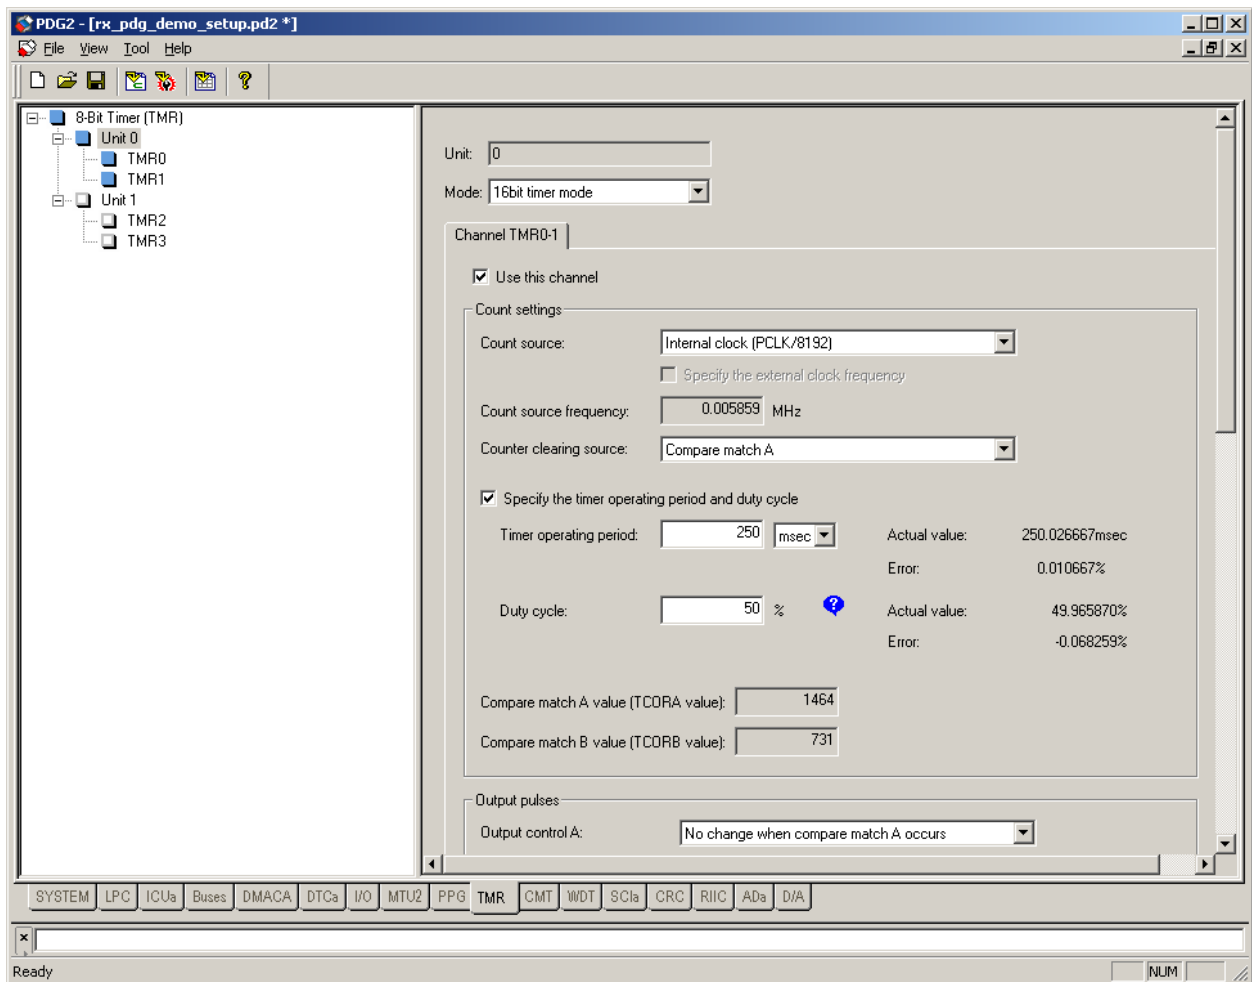 PDG2 - [rx_pdg_demo_setup.pd2 *]
File View Tool Help
8-Bit Timer (TMR)
Unit 0
TMR0
TMR1
Unit 1
TMR2
TMR3
Unit: 0
Mode: 16bit timer mode
Channel TMR0-1
Use this channel
Count settings
Count source: Internal clock (PCLK/8192)
Specify the external clock frequency
Count source frequency: 0.005859 MHz
Counter clearing source: Compare match A
Specify the timer operating period and duty cycle
Timer operating period: 250 msec Actual value: 250.026667msec
Error: 0.010667%
Duty cycle: 50 % ? Actual value: 49.965870%
Error: -0.068259%
Compare match A value (TCORA value): 1464
Compare match B value (TCORB value): 731
Output pulses
Output control A: No change when compare match A occurs
SYSTEM LPC ICUa Buses DMACA DTCa I/O MTU2 PPG TMR CMT WDT SCIa CRC RIIC ADa D/A
Ready NUM